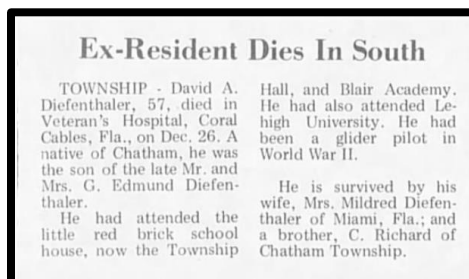 Ex-Resident Dies In South
TOWNSHIP - David A.
Diefenthaler, 57, died in
Veteran's Hospital, Coral
Cables, Fla., on Dec. 26. A
native of Chatham, he was
the son of the late Mr. and
Mrs. G. Edmund Diefen-
thaler.
He had attended the
little red brick school
house, now the Township
Hall, and Blair Academy.
He had also attended Le-
high University. He had
been a glider pilot in
World War II.
He is survived by his
wife, Mrs. Mildred Diefen-
thaler of Miami, Fla.; and
a brother, C. Richard of
Chatham Township.